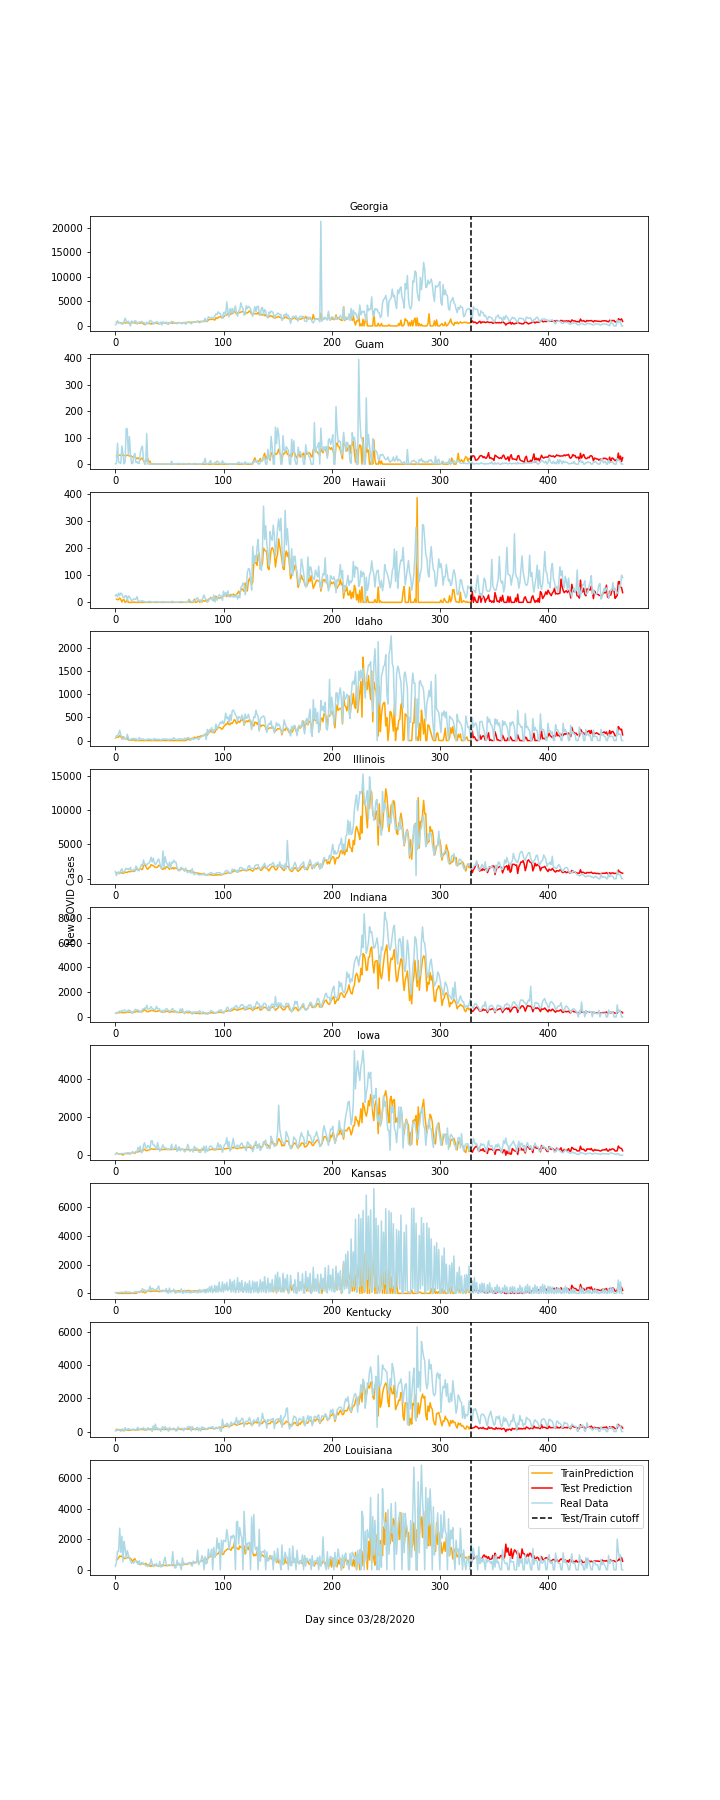 Georgia
20000
15000
10000
5000
0
0 100 200 300 400
Guam
400
300
200
100
0
0 100 200 300 400
Hawaii
400
300
200
100
0
0 100 200 300 400
Idaho
2000
1500
1000
500
0
0 100 200 300 400
Illinois
15000
10000
5000
0
0 100 200 300 400
New COVID Cases
Indiana
8000
6000
4000
2000
0
0 100 200 300 400
Iowa
4000
2000
0
0 100 200 300 400
Kansas
6000
4000
2000
0
0 100 200 300 400
Kentucky
6000
4000
2000
0
0 100 200 300 400
Louisiana
6000
4000
2000
0
0 100 200 300 400
TrainPrediction
Test Prediction
Real Data
Test/Train cutoff
Day since 03/28/2020